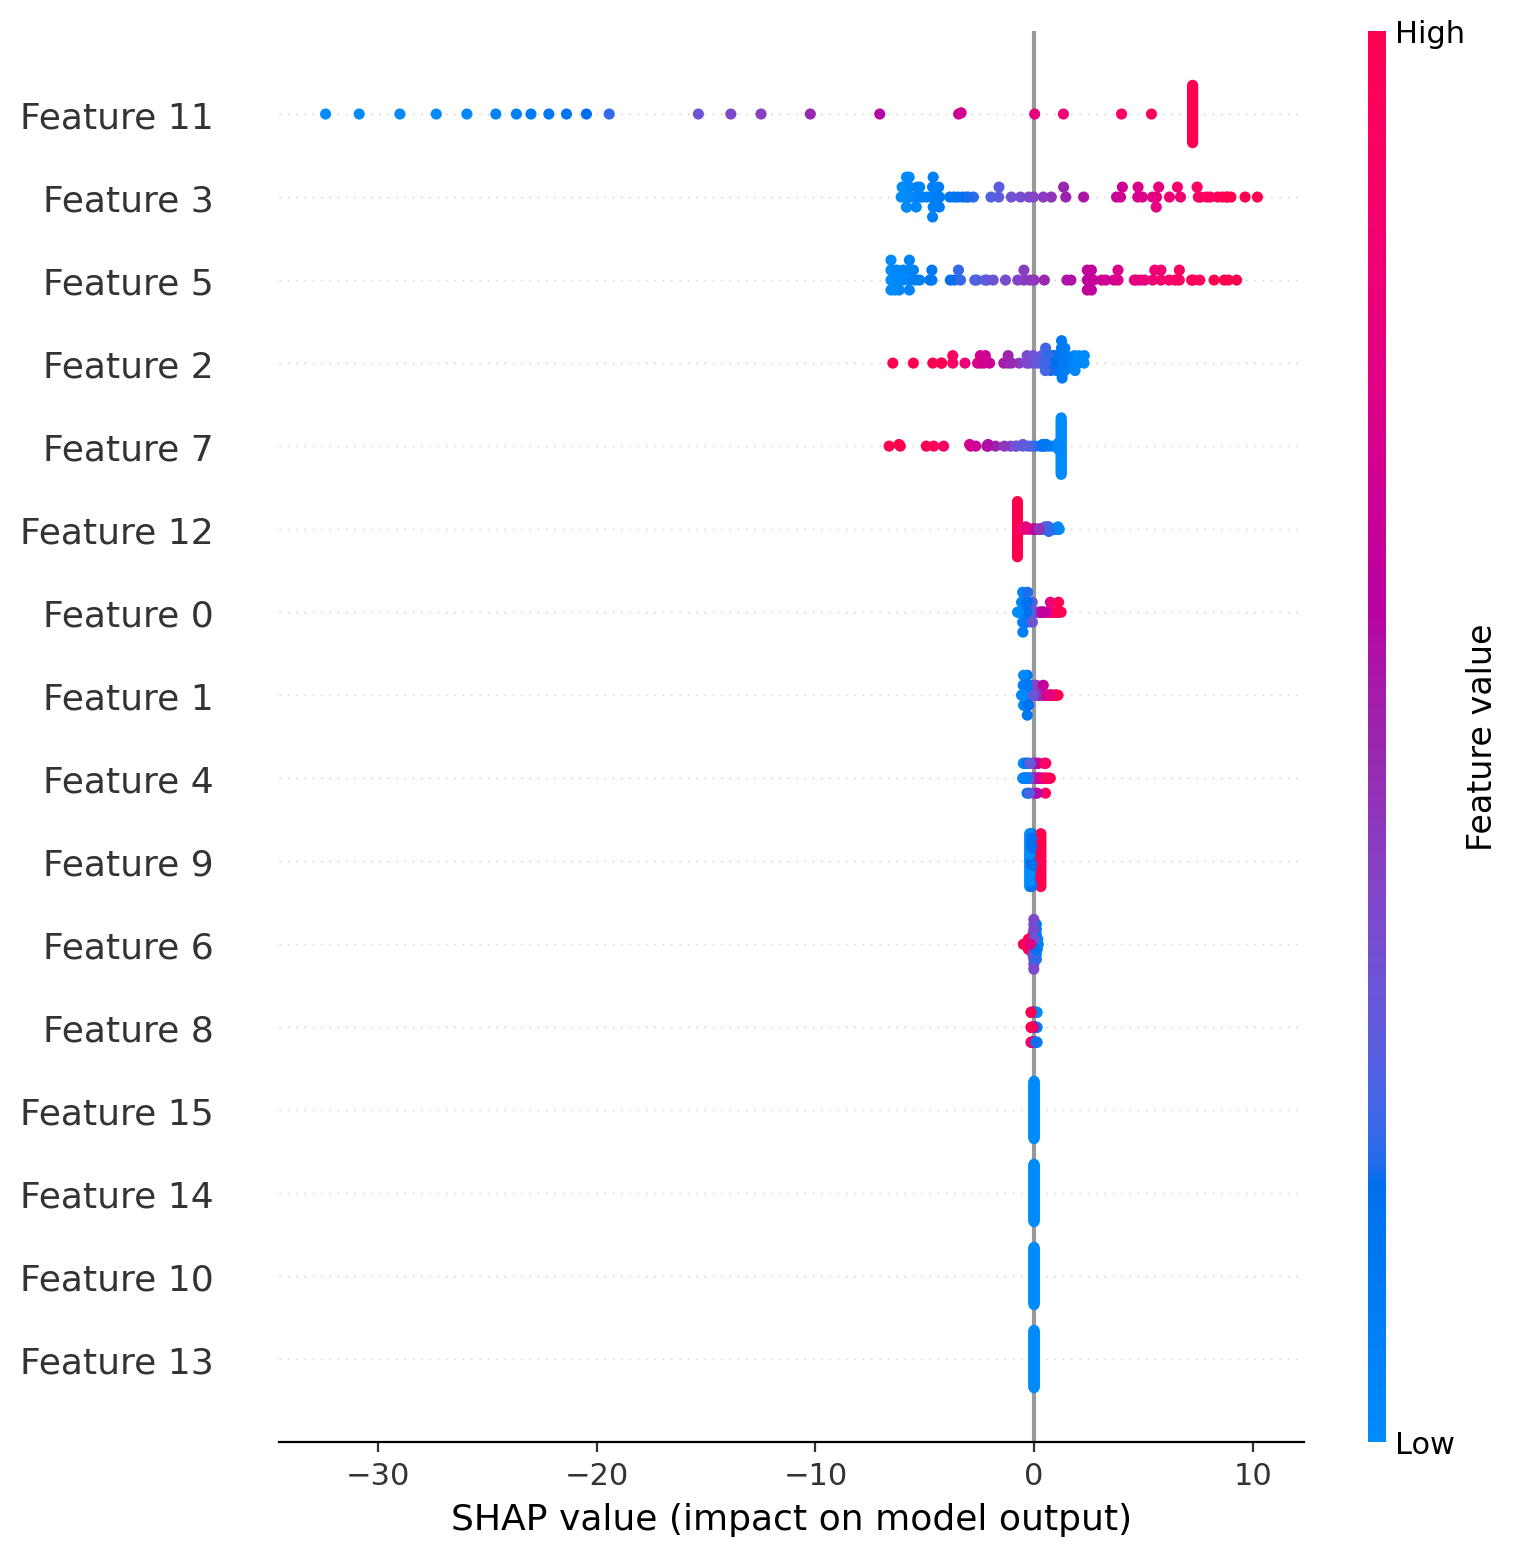 High
Feature 11
Feature 3
Feature 5
Feature 2
Feature 7
Feature 12
Feature 0
Feature 1
Feature 4
Feature 9
Feature 6
Feature 8
Feature 15
Feature 14
Feature 10
Feature 13
Feature value
Low
−30 −20 −10 0 10
SHAP value (impact on model output)